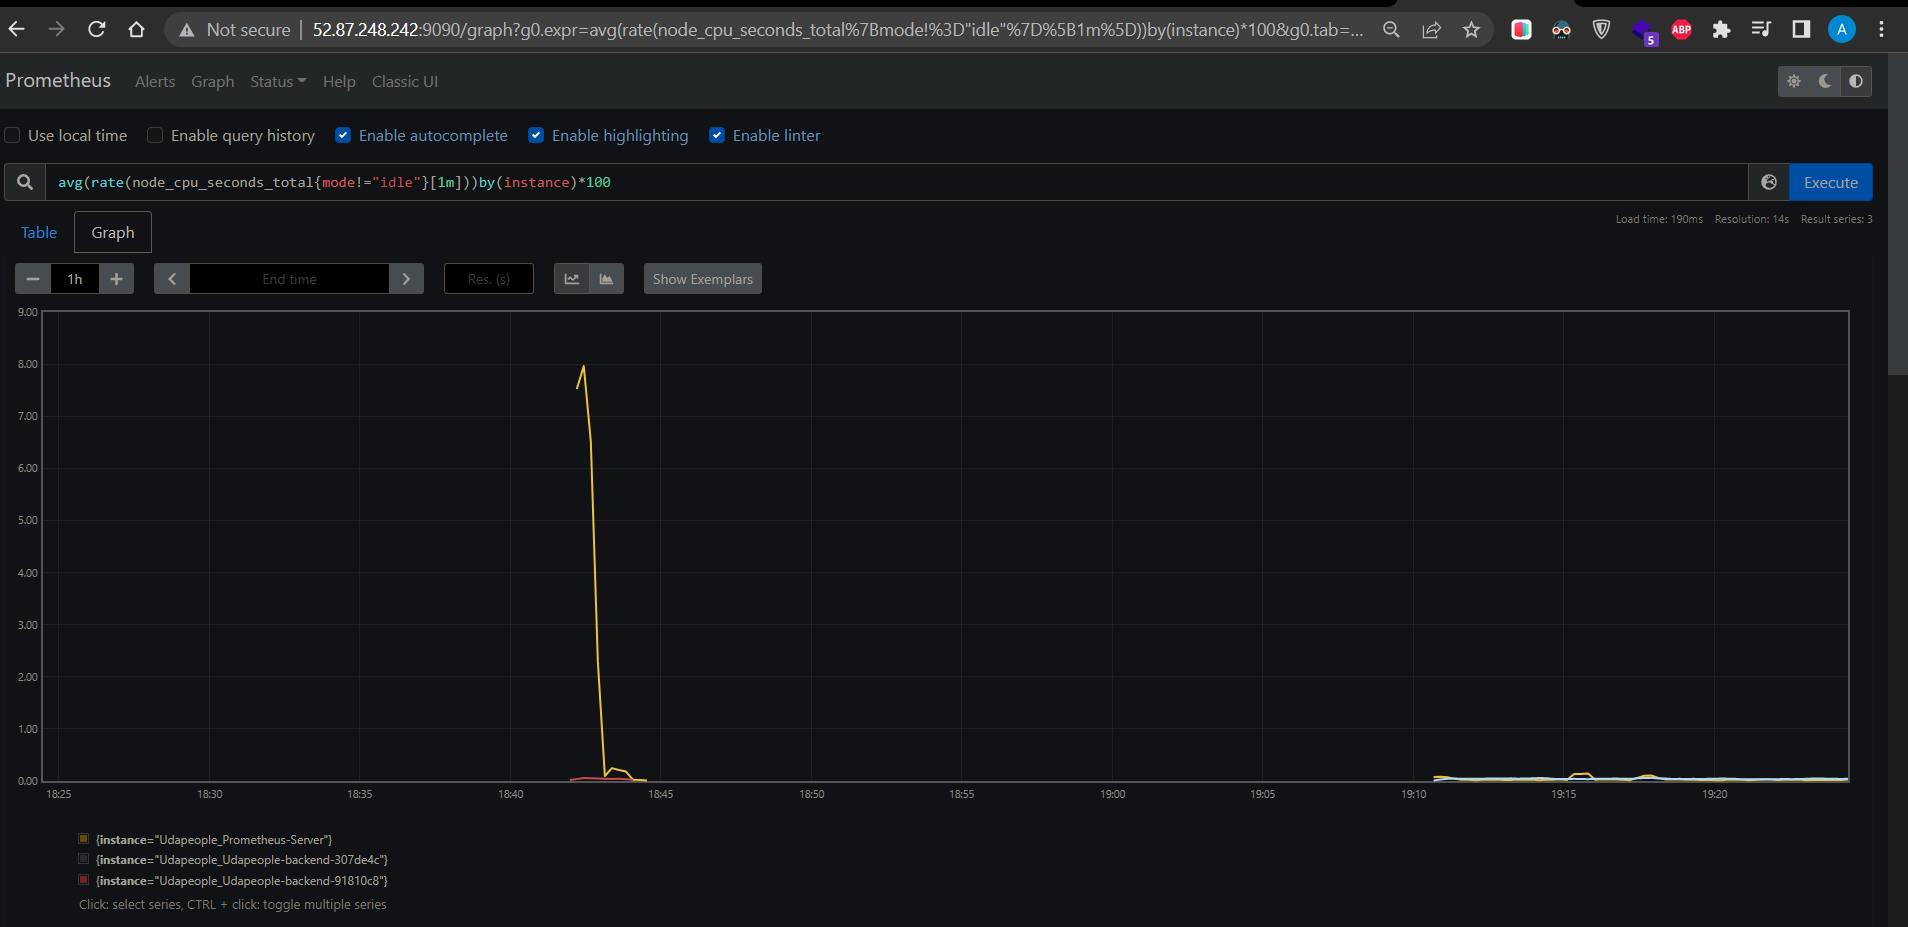 Not secure | 52.87.248.242:9090/graph?g0.expr=avg(rate(node_cpu_seconds_total%7Bmode!%3D"idle"%7D%5B1m%5D))by(instance)*100&g0.tab=...
5
ABP
A
Prometheus Alerts Graph Status Help Classic UI
Use local time Enable query history Enable autocomplete Enable highlighting Enable linter
avg(rate(node_cpu_seconds_total{mode!="idle"}[1m]))by(instance)*100
Execute
Load time: 190ms Resolution: 14s Result series: 3
Table Graph
1h End time Res. (s) Show Exemplars
9.00
8.00
7.00
6.00
5.00
4.00
3.00
2.00
1.00
0.00
18:25 18:30 18:35 18:40 18:45 18:50 18:55 19:00 19:05 19:10 19:15 19:20
{instance="Udapeople_Prometheus-Server"}
{instance="Udapeople_Udapeople-backend-307de4c"}
{instance="Udapeople_Udapeople-backend-91810c8"}
Click: select series, CTRL + click: toggle multiple series